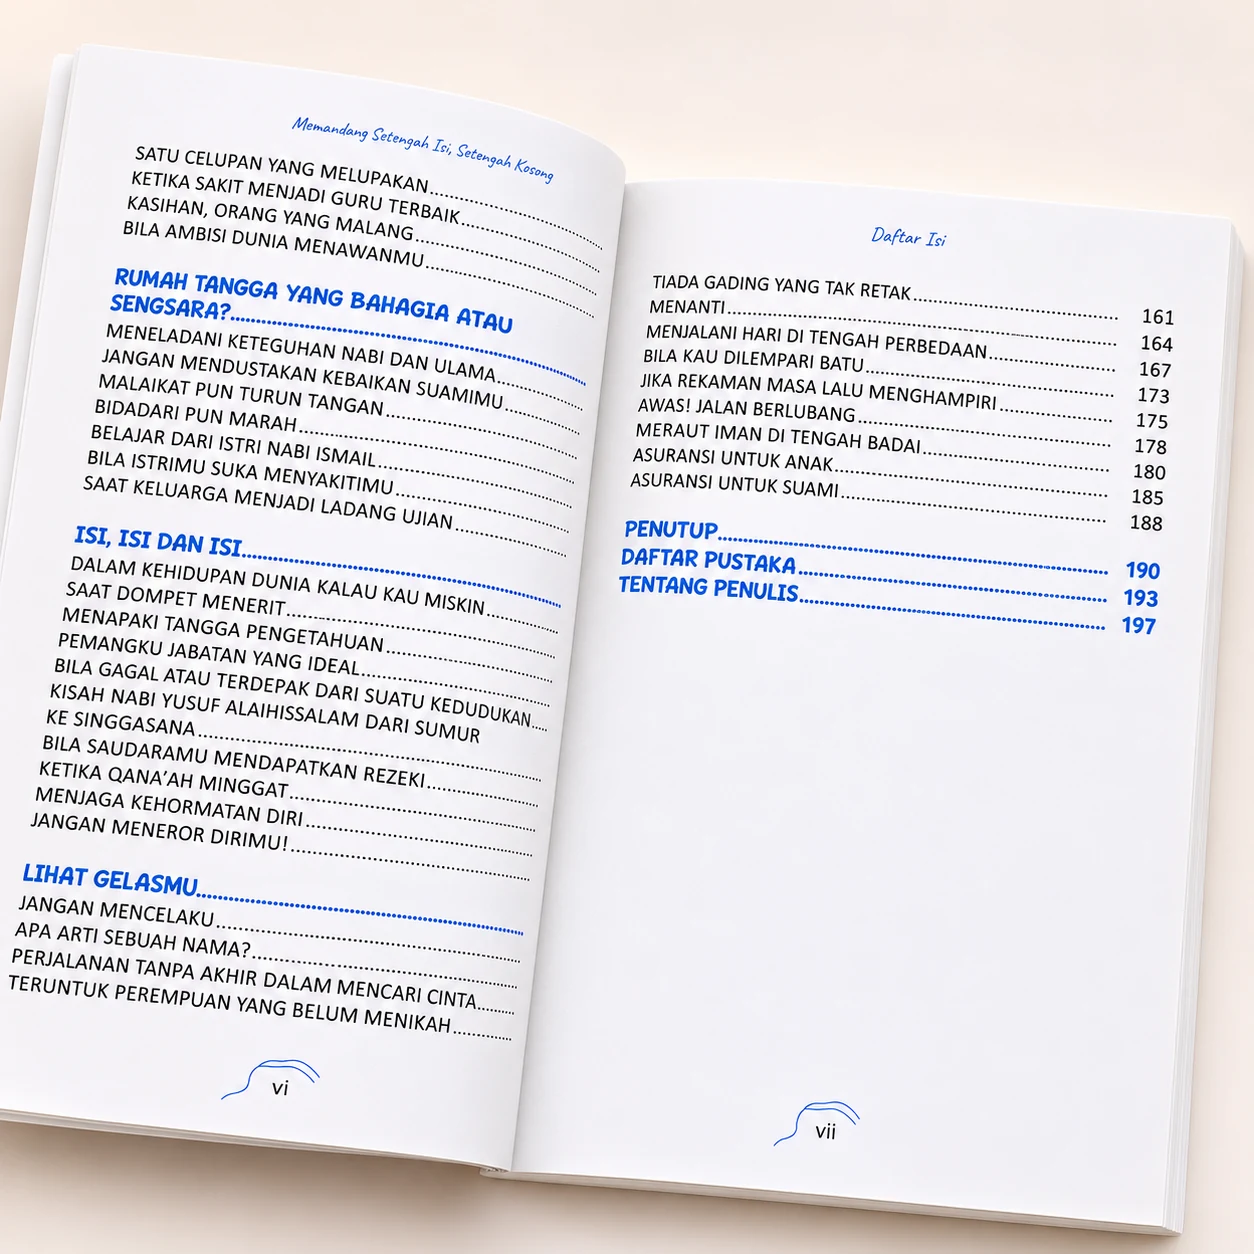 Memandang Setengah Isi, Setengah Kosong
SATU CELUPAN YANG MELUPAKAN
KETIKA SAKIT MENJADI GURU TERBAIK
KASIHAN, ORANG YANG MALANG
BILA AMBISI DUNIA MENAWANMU
RUMAH TANGGA YANG BAHAGIA ATAU
SENGSARA?
MENELADANI KETEGUHAN NABI DAN ULAMA
JANGAN MENDUSTAKAN KEBAIKAN SUAMIMU
MALAIKAT PUN TURUN TANGAN
BIDADARI PUN MARAH
BELAJAR DARI ISTRI NABI ISMAIL
BILA ISTRIMU SUKA MENYAKITIMU
SAAT KELUARGA MENJADI LADANG UJIAN
ISI, ISI DAN ISI
DALAM KEHIDUPAN DUNIA KALAU KAU MISKIN
SAAT DOMPET MENERIT
MENAPAKI TANGGA PENGETAHUAN
PEMANGKU JABATAN YANG IDEAL
BILA GAGAL ATAU TERDEPAK DARI SUATU KEDUDUKAN
KISAH NABI YUSUF ALAIHISSALAM DARI SUMUR
KE SINGGASANA
BILA SAUDARAMU MENDAPATKAN REZEKI
KETIKA QANA'AH MINGGAT
MENJAGA KEHORMATAN DIRI
JANGAN MENEROR DIRIMU!
LIHAT GELASMU
JANGAN MENCELAKU
APA ARTI SEBUAH NAMA?
PERJALANAN TANPA AKHIR DALAM MENCARI CINTA
TERUNTUK PEREMPUAN YANG BELUM MENIKAH
vi
Daftar Isi
TIADA GADING YANG TAK RETAK 161
MENANTI 164
MENJALANI HARI DI TENGAH PERBEDAAN 167
BILA KAU DILEMPARI BATU 173
JIKA REKAMAN MASA LALU MENGHAMPIRI 175
AWAS! JALAN BERLUBANG 178
MERAUT IMAN DI TENGAH BADAI 180
ASURANSI UNTUK ANAK 185
ASURANSI UNTUK SUAMI 188
PENUTUP 190
DAFTAR PUSTAKA 193
TENTANG PENULIS 197
vii